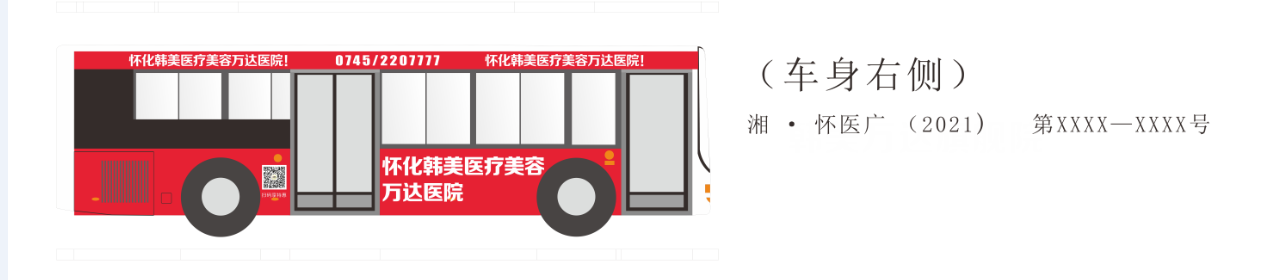 怀化韩美医疗美容万达医院! 0745/2207777 怀化韩美医疗美容万达医院!
怀化韩美医疗美容
万达医院
（车身右侧）
湘 · 怀医广 （2021） 第XXXX—XXXX号